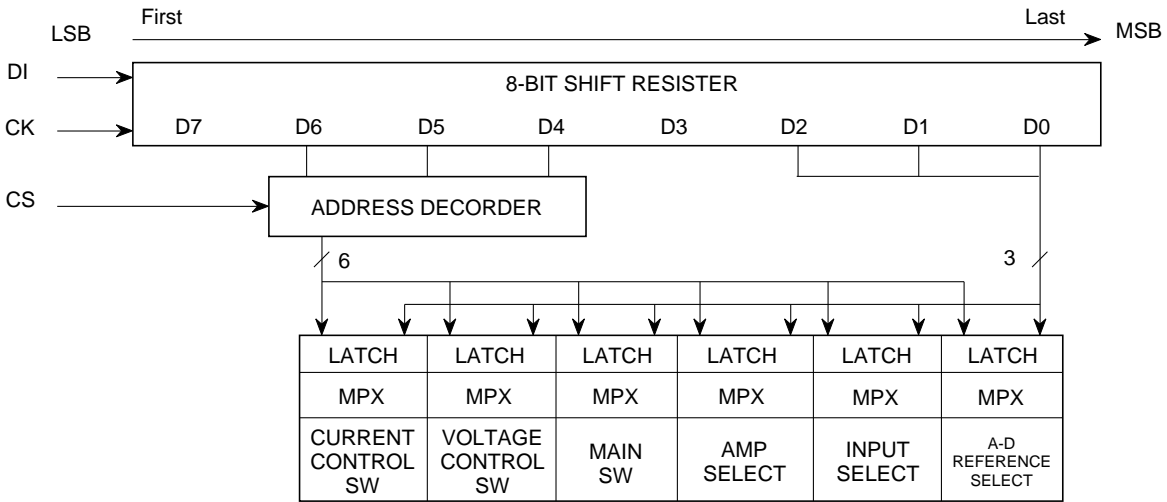 First Last
LSB MSB
DI
8-BIT SHIFT RESISTER
CK
D7 D6 D5 D4 D3 D2 D1 D0
CS
ADDRESS DECORDER
6 3
LATCH LATCH LATCH LATCH LATCH LATCH
MPX MPX MPX MPX MPX MPX
CURRENT
CONTROL
SW
VOLTAGE
CONTROL
SW
MAIN
SW
AMP
SELECT
INPUT
SELECT
A-D
REFERENCE
SELECT